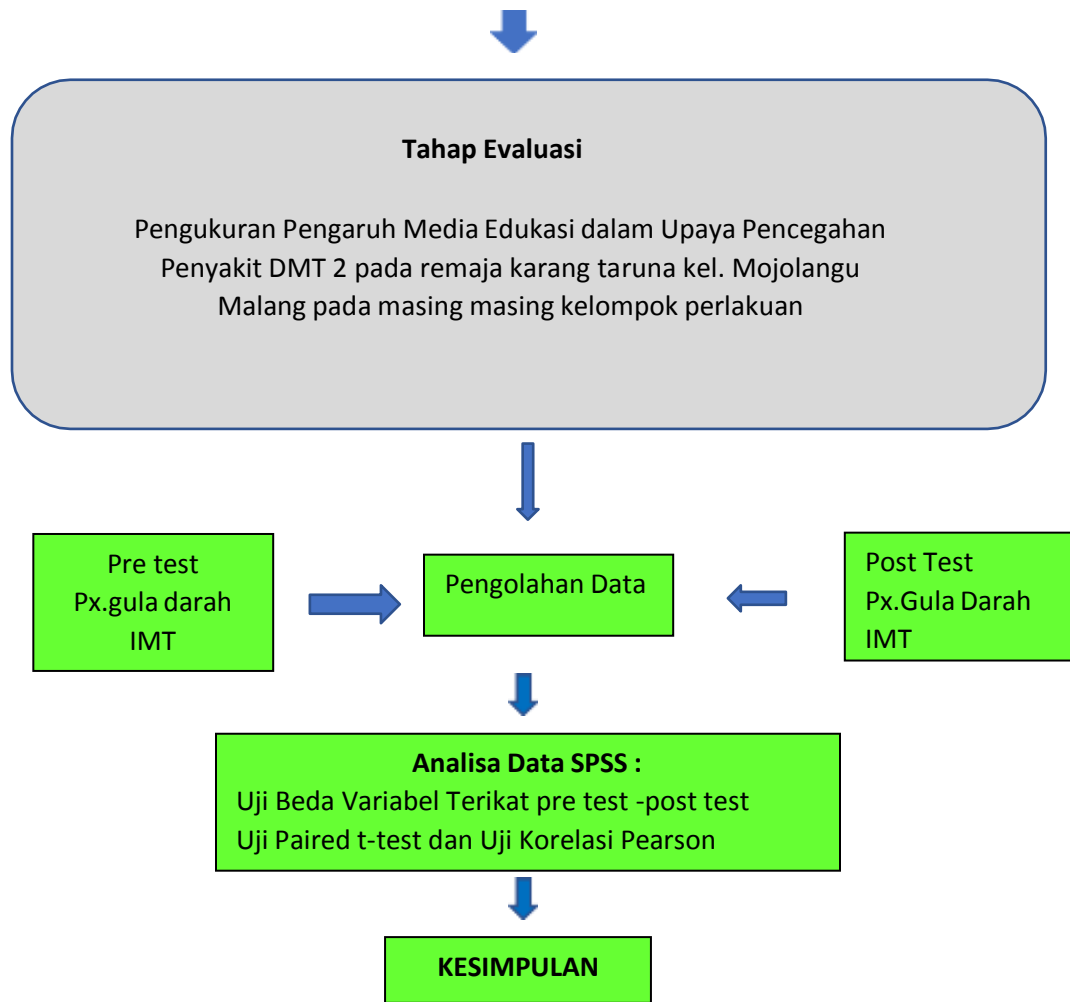 Tahap Evaluasi
Pengukuran Pengaruh Media Edukasi dalam Upaya Pencegahan
Penyakit DMT 2 pada remaja karang taruna kel. Mojolangu
Malang pada masing masing kelompok perlakuan
Pre test
Px.gula darah
IMT
Pengolahan Data
Post Test
Px.Gula Darah
IMT
Analisa Data SPSS :
Uji Beda Variabel Terikat pre test -post test
Uji Paired t-test dan Uji Korelasi Pearson
KESIMPULAN